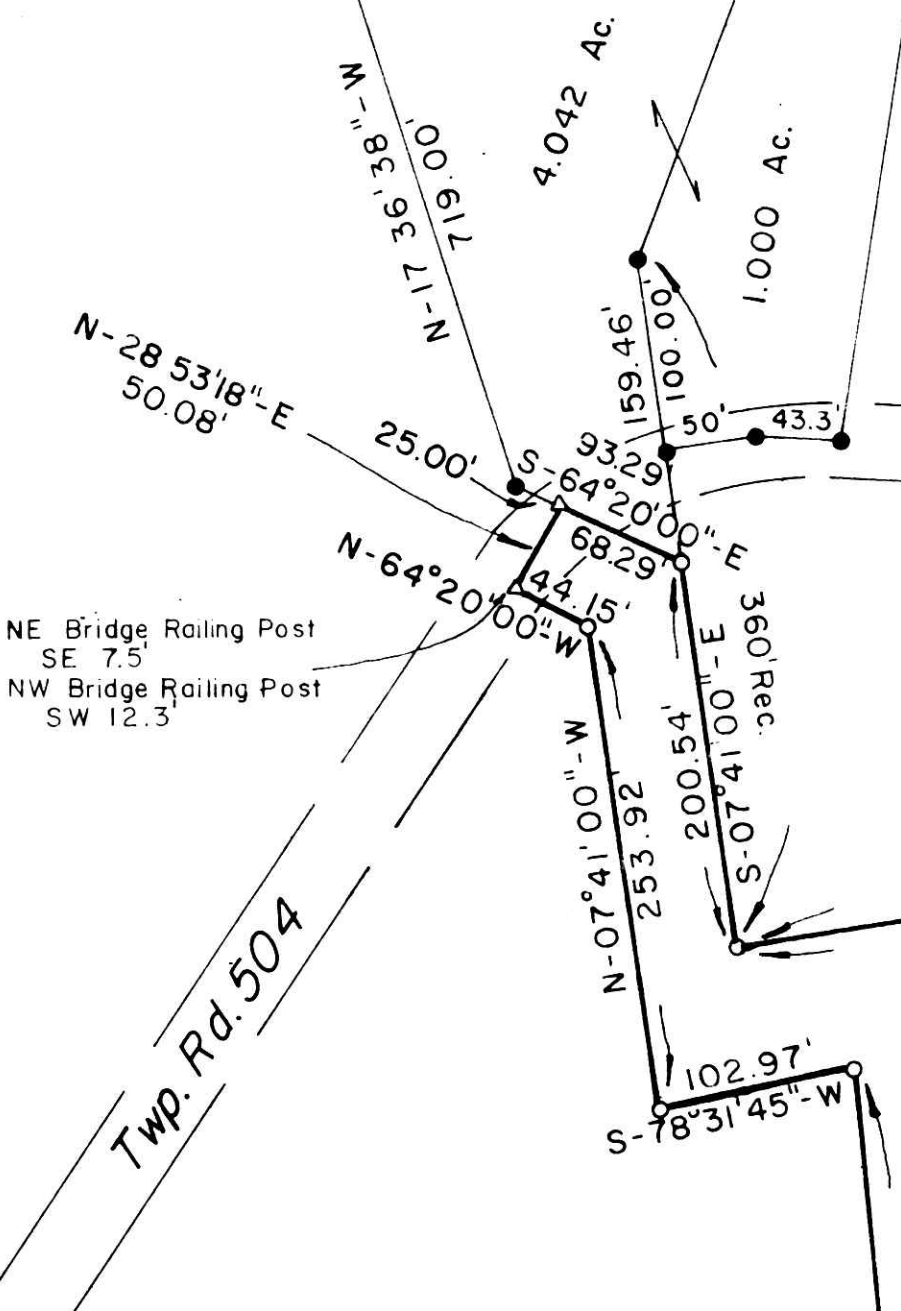 N-17 36' 38"-W
719.00'
4.042 Ac.
1.000 Ac.
N-28 53'18"-E
50.08'
25.00'
159.46'
100.00'
50'
43.3'
93.29'
S-64°20'00"-E
68.29'
N-64°20'00"-W
44.15'
NE Bridge Railing Post
SE 7.5'
NW Bridge Railing Post
SW 12.3'
360' Rec.
S-07°41'00"-E
200.54'
N-07°41'00"-W
253.92'
Twp. Rd. 504
102.97'
S-78°31'45"-W